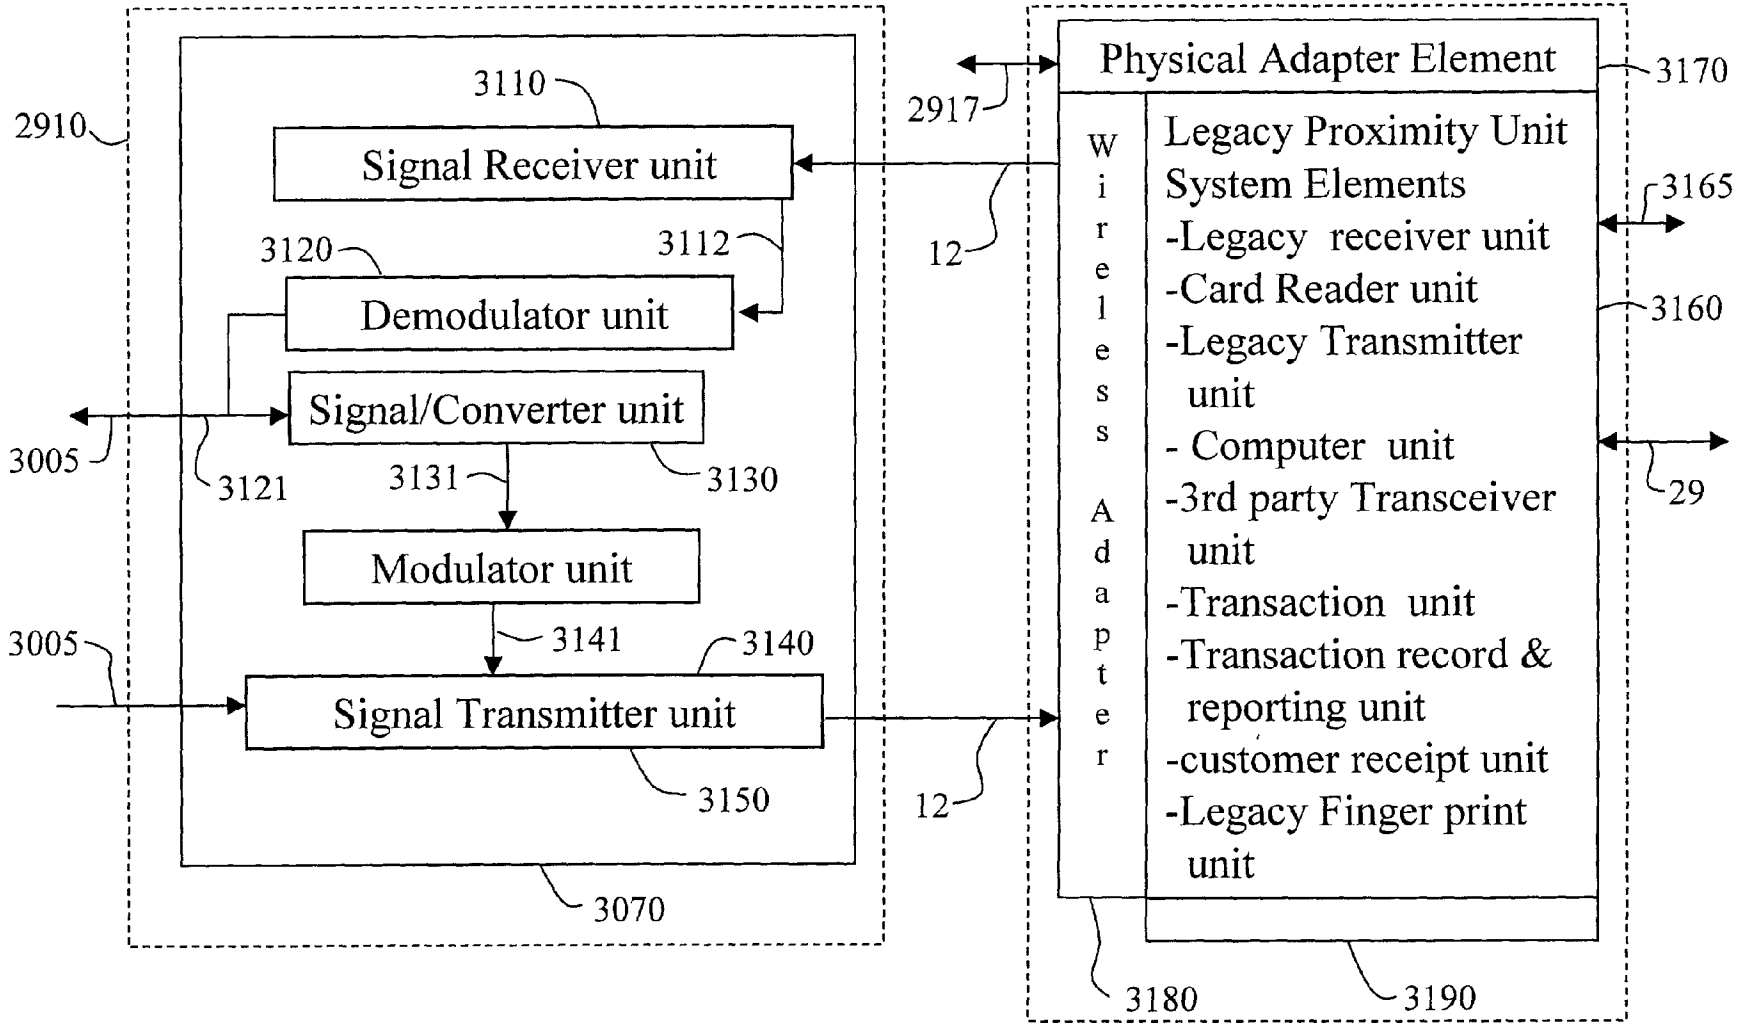 2910
3110
Signal Receiver unit
3112
3120
Demodulator unit
Signal/Converter unit
3005
3121
3131
3130
Modulator unit
3005
3141
3140
Signal Transmitter unit
3150
3070
12
12
2917
Physical Adapter Element
3170
Wireless Adapter
Legacy Proximity Unit
System Elements
-Legacy receiver unit
-Card Reader unit
-Legacy Transmitter
unit
- Computer unit
-3rd party Transceiver
unit
-Transaction unit
-Transaction record &
reporting unit
-customer receipt unit
-Legacy Finger print
unit
3165
3160
29
3180
3190